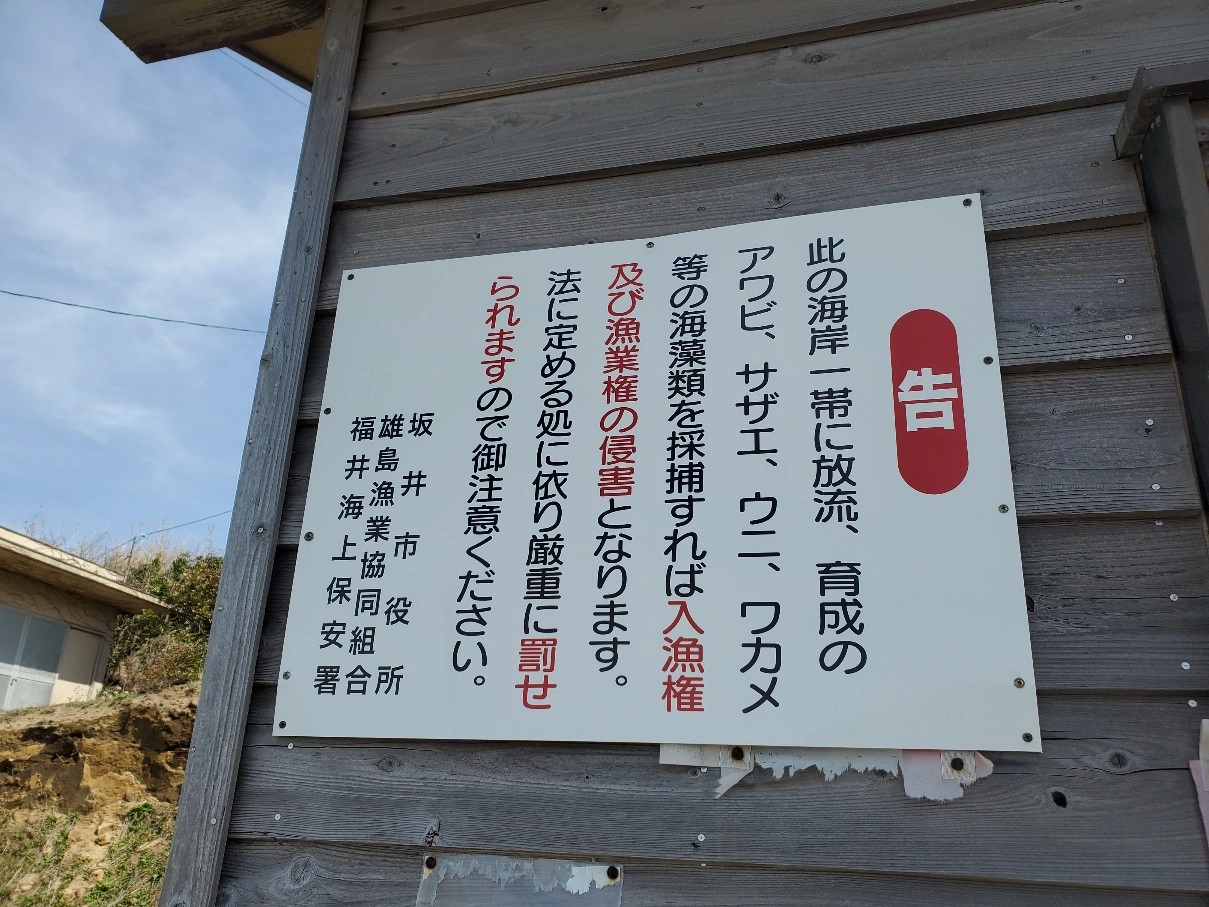 告
此の海岸一帯に放流、育成の
アワビ、サザエ、ウニ、ワカメ
等の海藻類を採捕すれば入漁権
及び漁業権の侵害となります。
法に定める処に依り厳重に罰せ
られますので御注意ください。
坂井市役所
雄島漁業協同組合
福井海上保安署